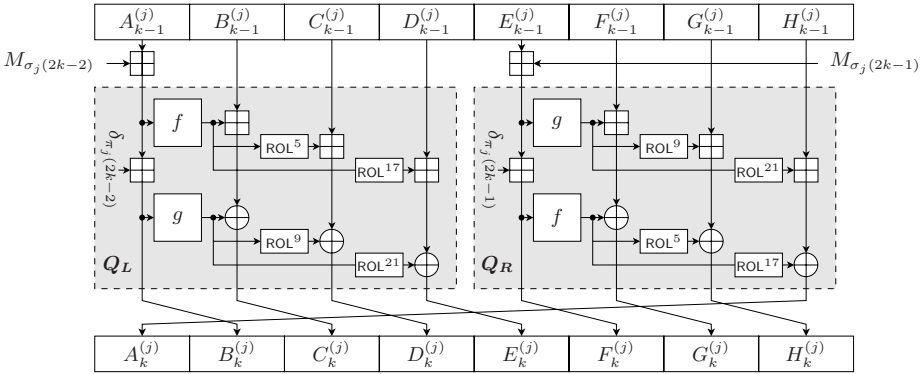 A_{k-1}^{(j)} B_{k-1}^{(j)} C_{k-1}^{(j)} D_{k-1}^{(j)} E_{k-1}^{(j)} F_{k-1}^{(j)} G_{k-1}^{(j)} H_{k-1}^{(j)}
M_{σ_j(2k-2)} M_{σ_j(2k-1)}
f g
ROL^5 ROL^9
δ_{π_j(2k-2)} ROL^{17} δ_{π_j(2k-1)} ROL^{21}
g f
ROL^9 ROL^5
Q_L ROL^{21} Q_R ROL^{17}
A_k^{(j)} B_k^{(j)} C_k^{(j)} D_k^{(j)} E_k^{(j)} F_k^{(j)} G_k^{(j)} H_k^{(j)}